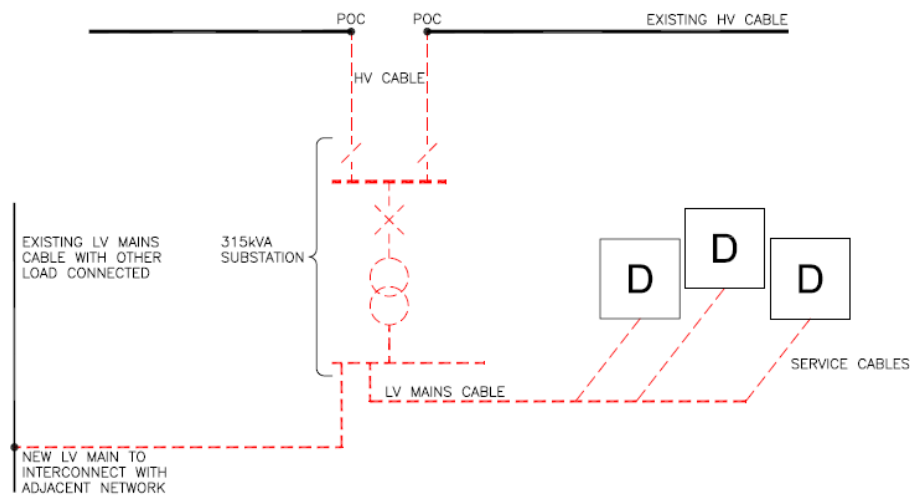 POC
POC
EXISTING HV CABLE
HV CABLE
EXISTING LV MAINS
CABLE WITH OTHER
LOAD CONNECTED
315kVA
SUBSTATION
D
D
D
SERVICE CABLES
LV MAINS CABLE
NEW LV MAIN TO
INTERCONNECT WITH
ADJACENT NETWORK